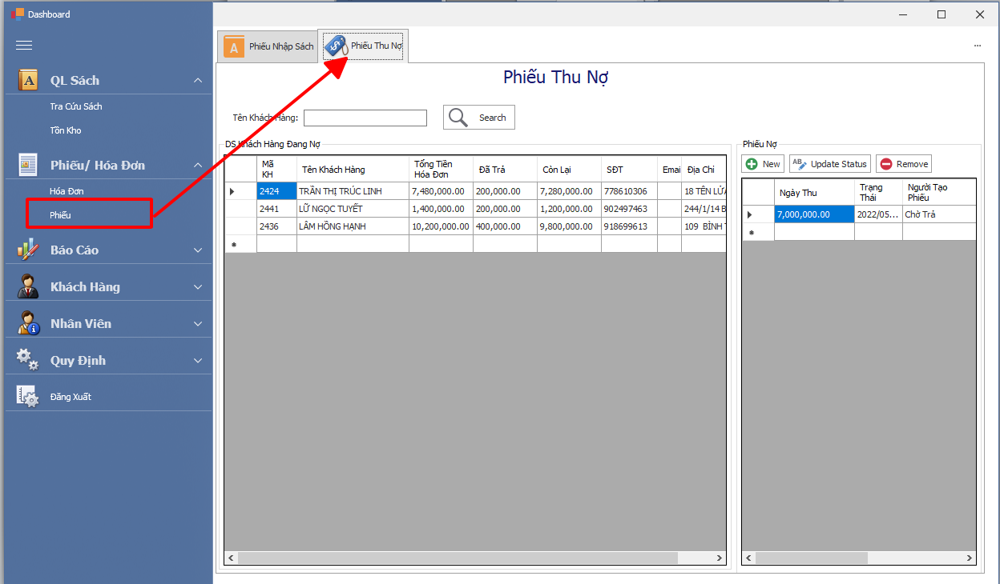 Dashboard
QL Sách
Tra Cứu Sách
Tồn Kho
Phiếu/ Hóa Đơn
Hóa Đơn
Phiếu
Báo Cáo
Khách Hàng
Nhân Viên
Quy Định
Đăng Xuất
Phiếu Nhập Sách
Phiếu Thu Nợ
Phiếu Thu Nợ
Tên Khách Hàng:
Search
DS Khách Hàng Đang Nợ
Mã KH Tên Khách Hàng Tổng Tiền Hóa Đơn Đã Trả Còn Lại SĐT Emai Địa Chỉ
2424 TRẦN THỊ TRÚC LINH 7,480,000.00 200,000.00 7,280,000.00 778610306 18 TÊN LỬA
2441 LỮ NGỌC TUYẾT 1,400,000.00 200,000.00 1,200,000.00 902497463 244/1/14 B
2436 LÂM HỒNG HẠNH 10,200,000.00 400,000.00 9,800,000.00 918699613 109 BÌNH T
Phiếu Nợ
New Update Status Remove
Ngày Thu Trạng Thái Người Tạo Phiếu
7,000,000.00 2022/05... Chờ Trả